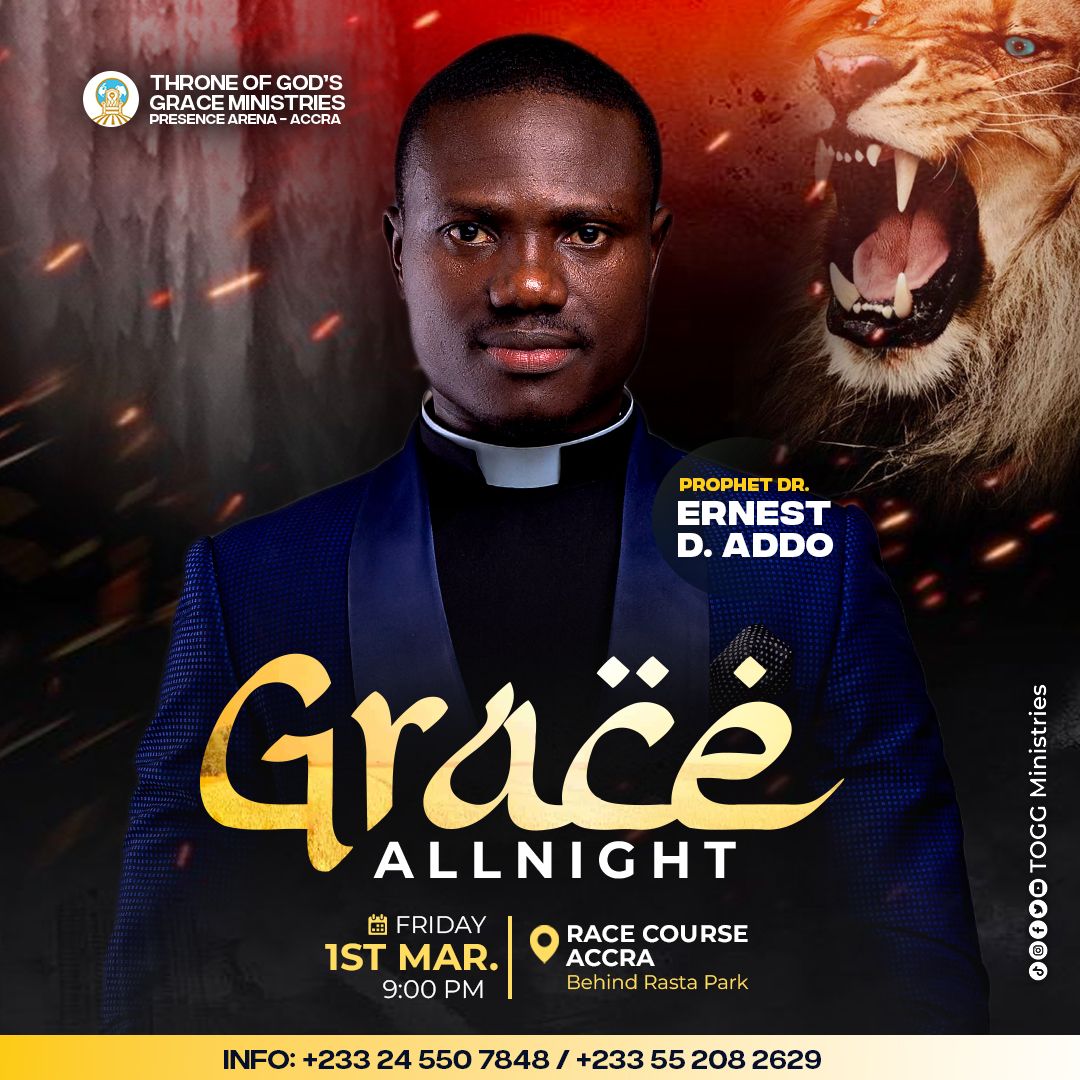 THRONE OF GOD'S
GRACE MINISTRIES
PRESENCE ARENA - ACCRA
PROPHET DR.
ERNEST
D. ADDO
Grace
ALLNIGHT
FRIDAY
1ST MAR.
9:00 PM
RACE COURSE
ACCRA
Behind Rasta Park
TOGG Ministries
INFO: +233 24 550 7848 / +233 55 208 2629